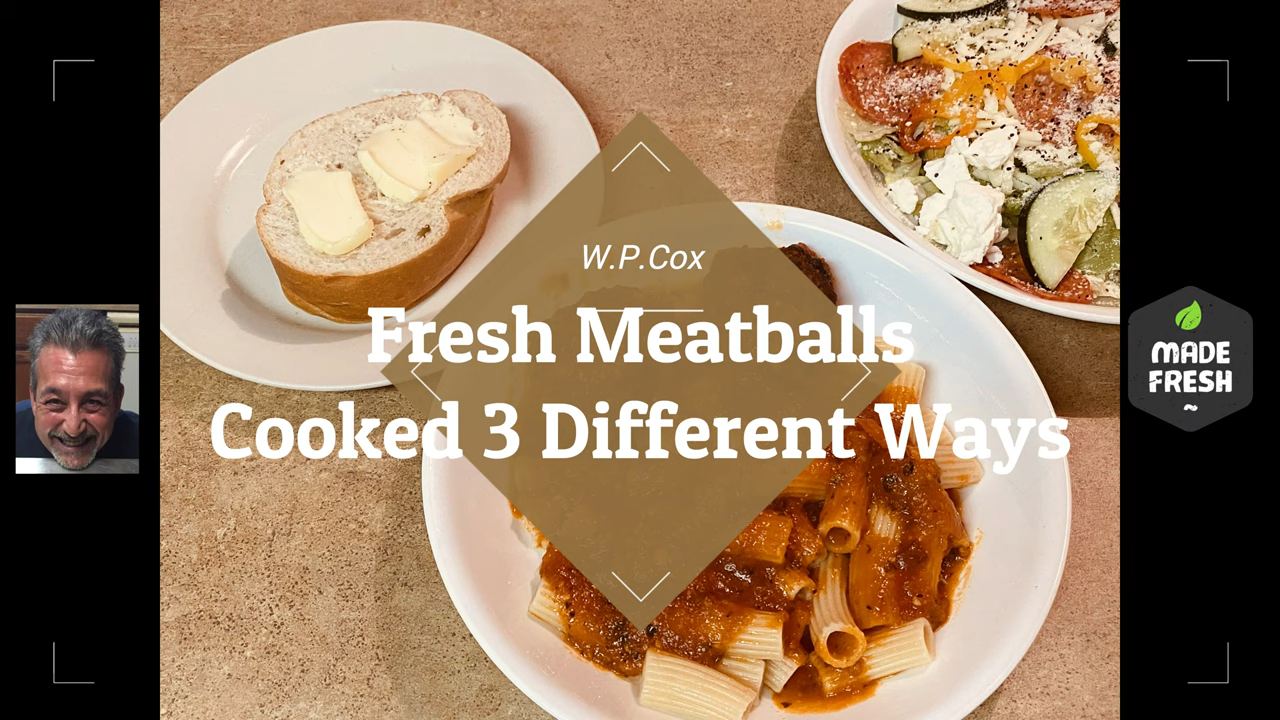 W.P.Cox
Fresh Meatballs
Cooked 3 Different Ways
MADE
FRESH
~